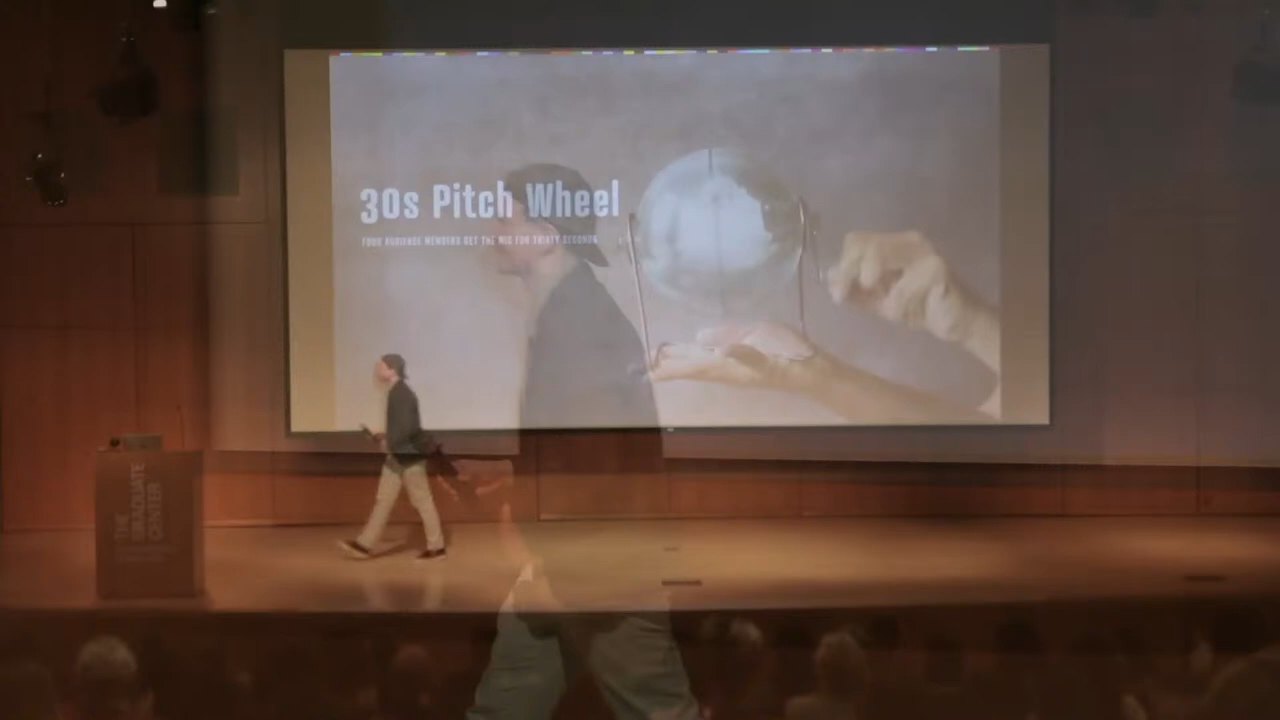 30s Pitch Wheel
FOUR AUDIENCE MEMBERS GET THE MIC FOR THIRTY SECONDS
THE
GRADUATE
CENTER